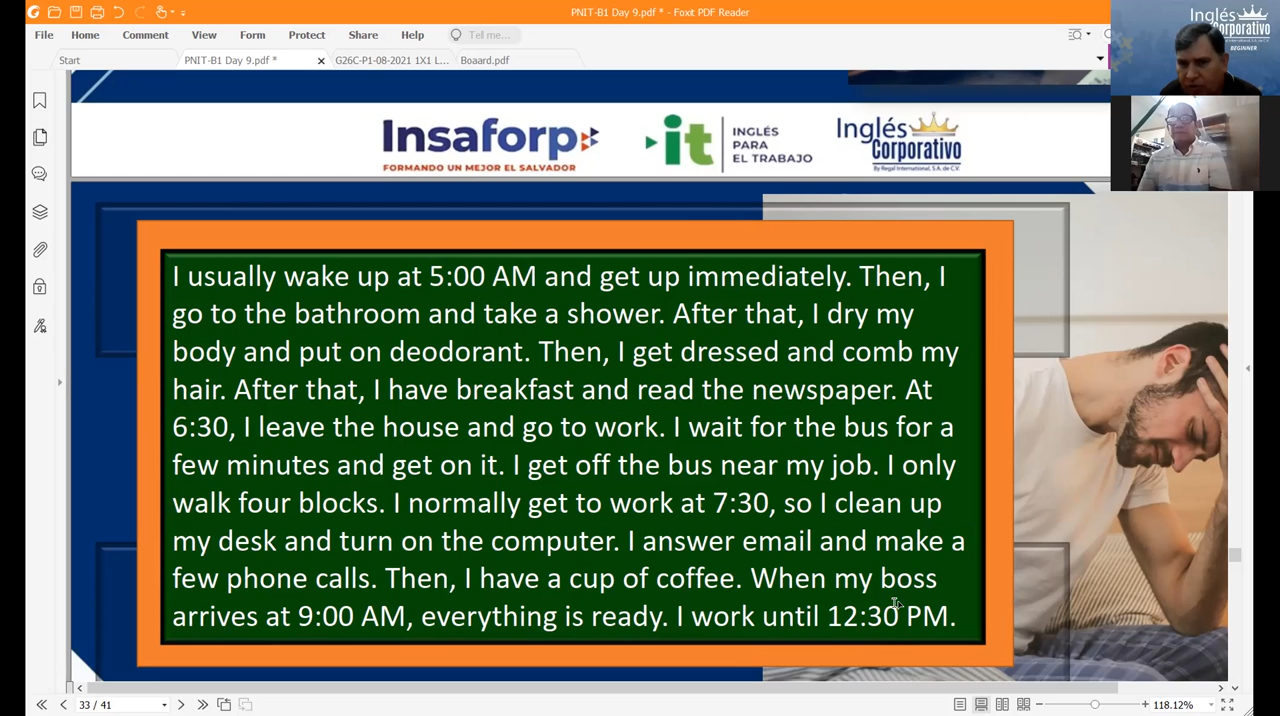 PNIT-B1 Day 9.pdf * - Foxit PDF Reader
File Home Comment View Form Protect Share Help Tell me...
Start PNIT-B1 Day 9.pdf * G26C-P1-08-2021 1X1 L... Boaard.pdf
Inglés
Corporativo
BEGINNER
Insaforp
FORMANDO UN MEJOR EL SALVADOR
it
INGLÉS
PARA
EL TRABAJO
Inglés
Corporativo
By Regal International, S.A. de C.V.
I usually wake up at 5:00 AM and get up immediately. Then, I
go to the bathroom and take a shower. After that, I dry my
body and put on deodorant. Then, I get dressed and comb my
hair. After that, I have breakfast and read the newspaper. At
6:30, I leave the house and go to work. I wait for the bus for a
few minutes and get on it. I get off the bus near my job. I only
walk four blocks. I normally get to work at 7:30, so I clean up
my desk and turn on the computer. I answer email and make a
few phone calls. Then, I have a cup of coffee. When my boss
arrives at 9:00 AM, everything is ready. I work until 12:30 PM.
33 / 41
118.12%